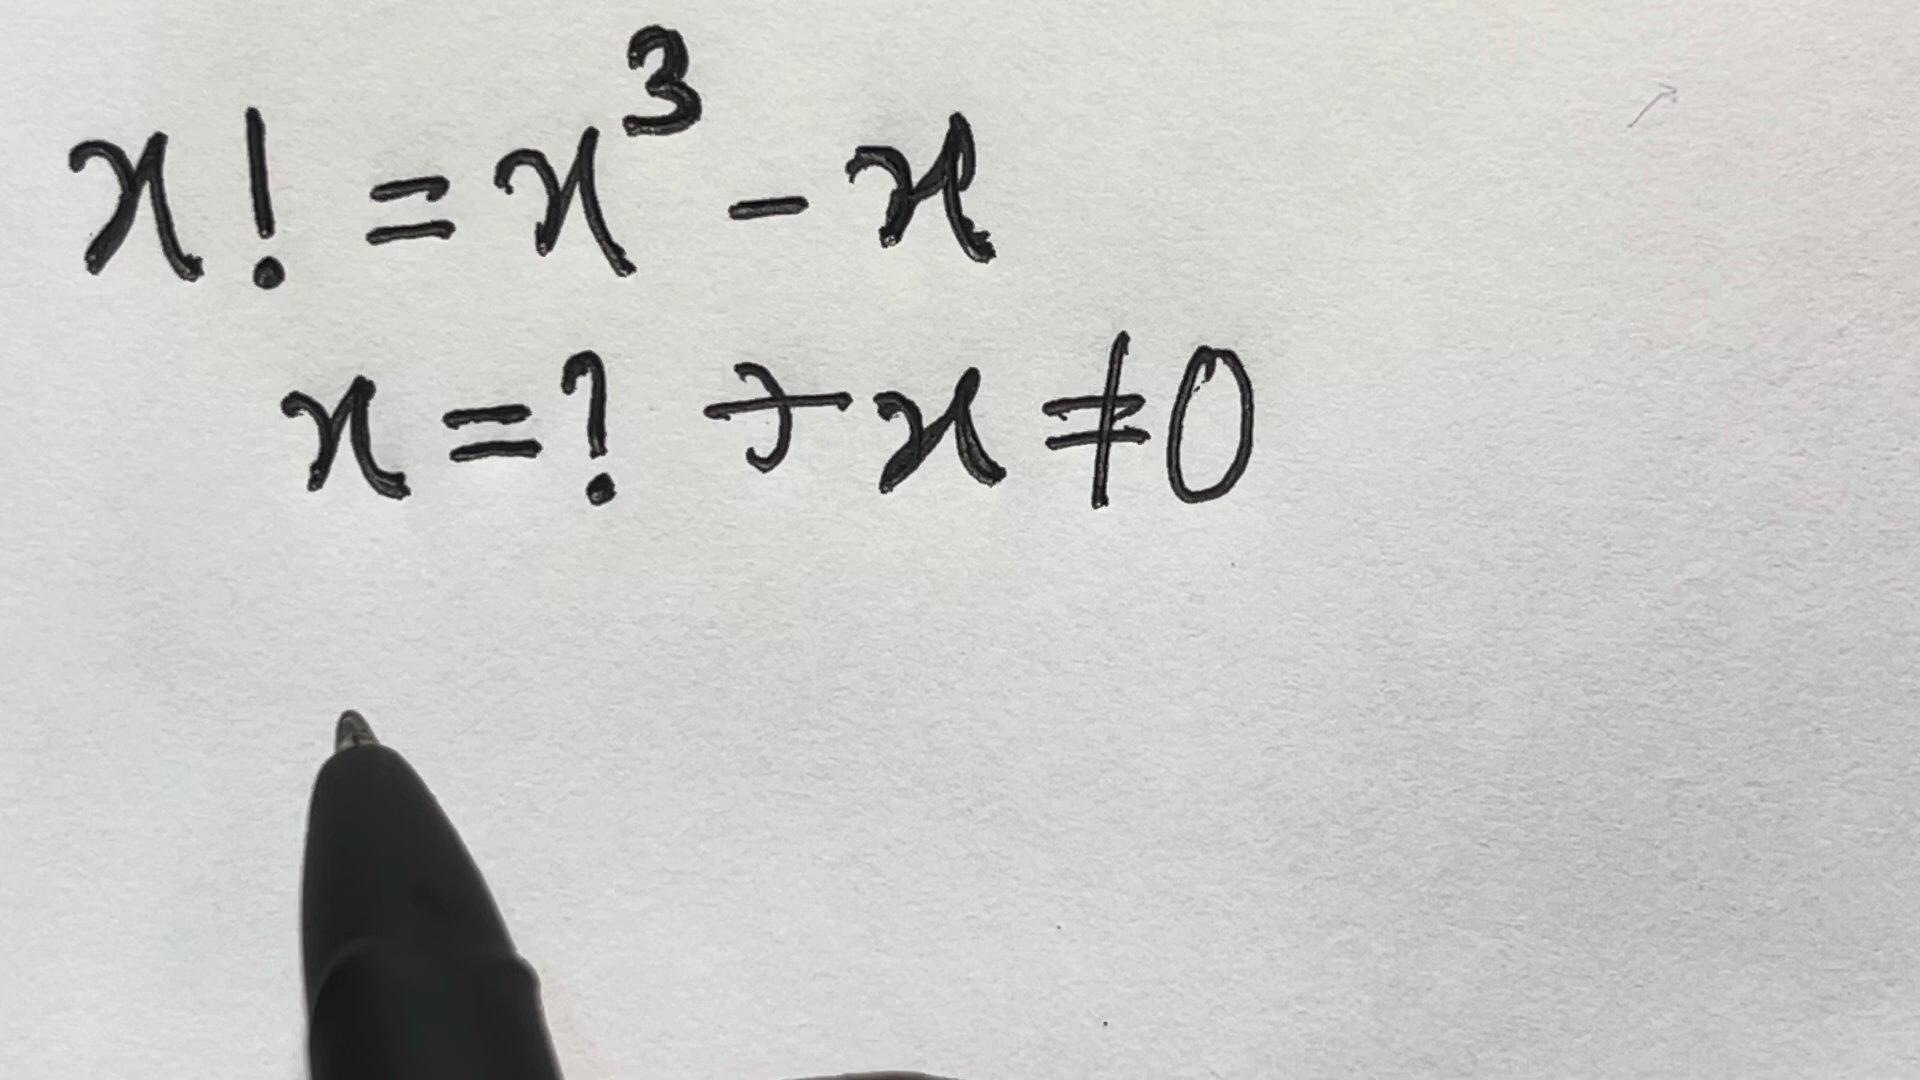 x! = x³ - x
x = ? x ≠ 0